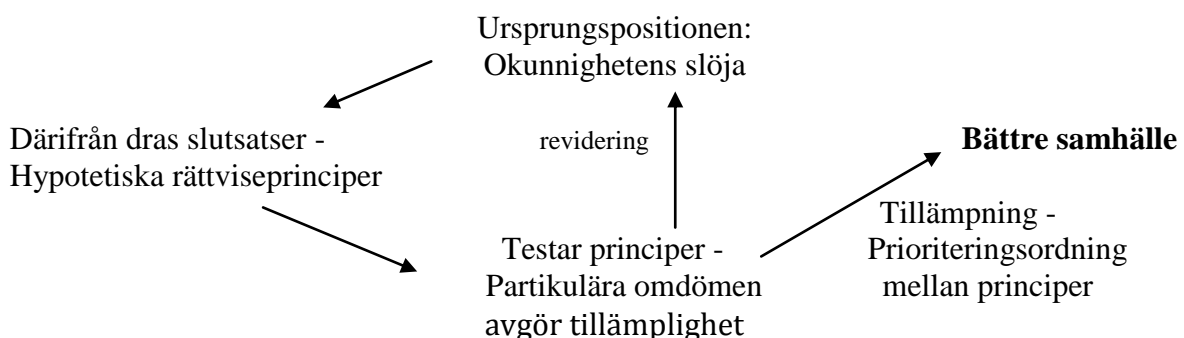 Ursprungspositionen:
Okunnighetens slöja
Därifrån dras slutsatser -
Hypotetiska rättviseprinciper
revidering
Bättre samhälle
Testar principer -
Partikulära omdömen
avgör tillämplighet
Tillämpning -
Prioriteringsordning
mellan principer